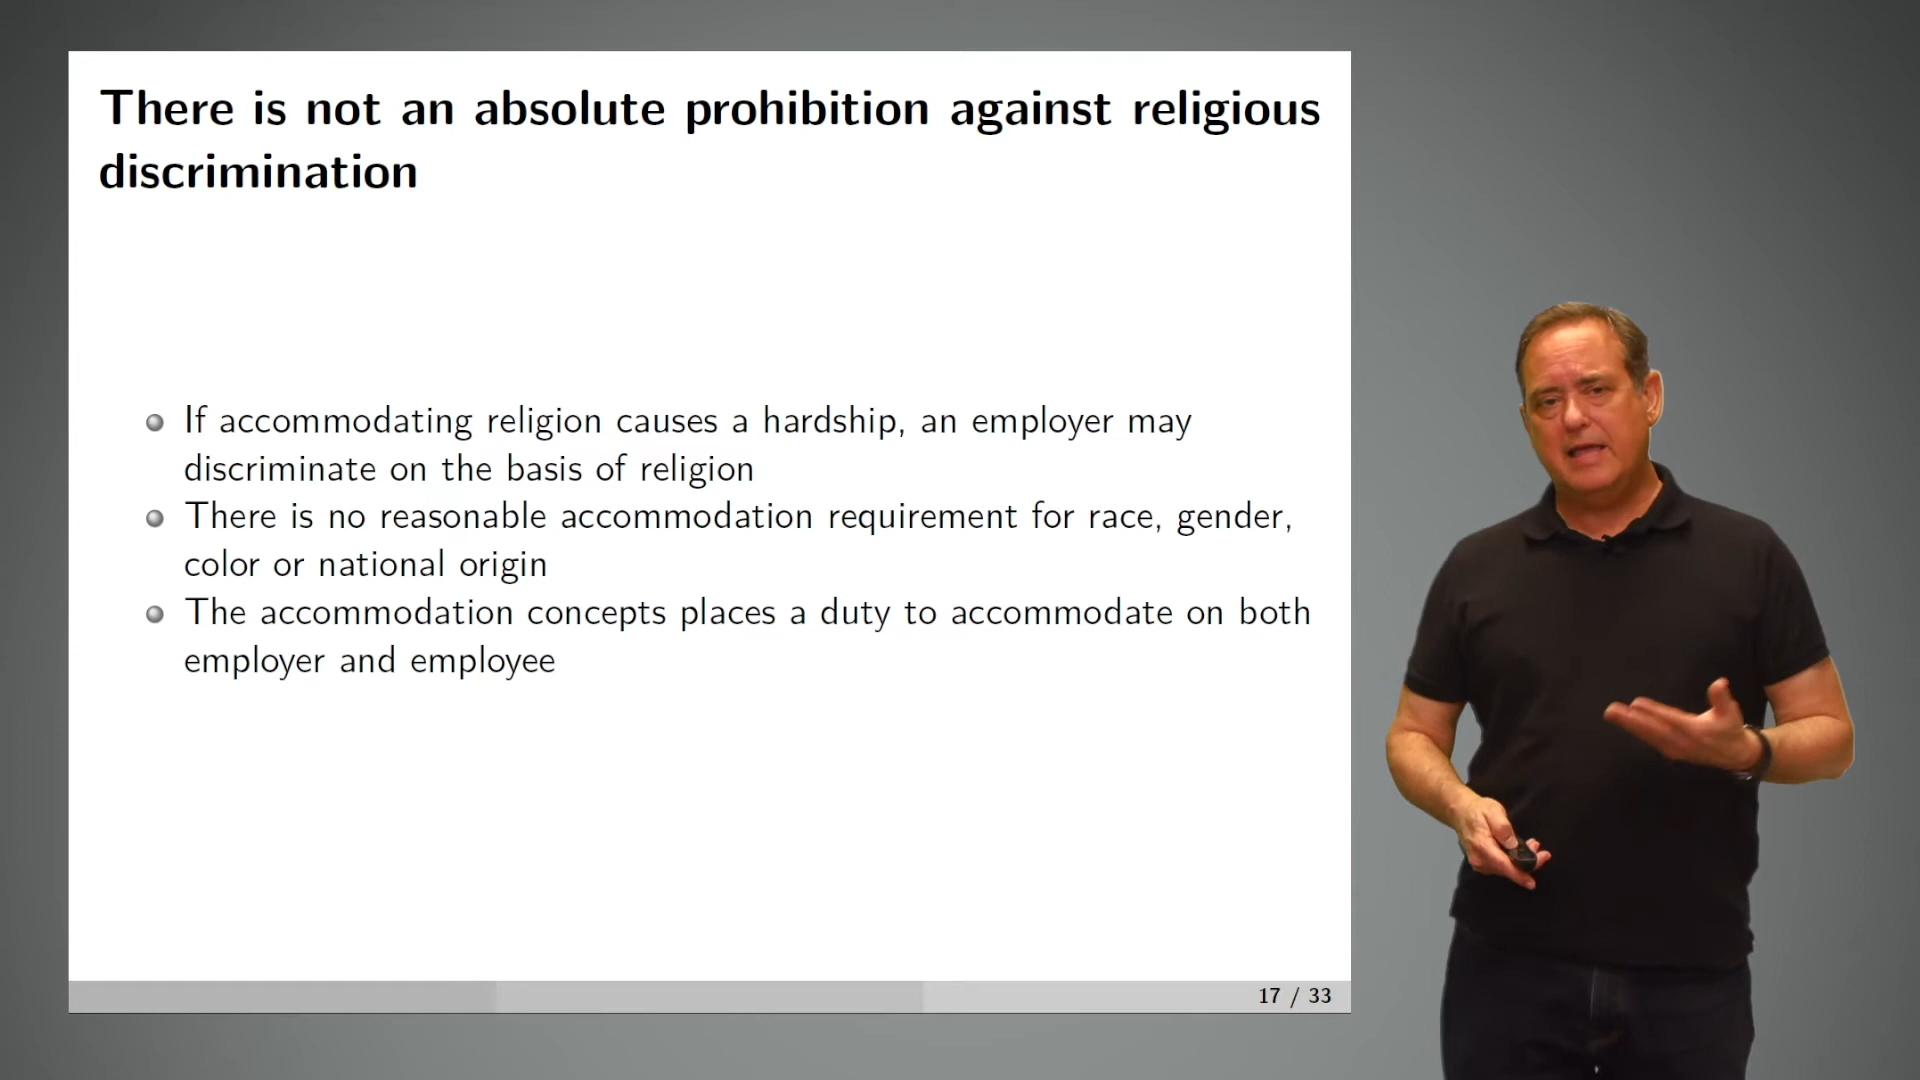 There is not an absolute prohibition against religious
discrimination
If accommodating religion causes a hardship, an employer may
discriminate on the basis of religion
There is no reasonable accommodation requirement for race, gender,
color or national origin
The accommodation concepts places a duty to accommodate on both
employer and employee
17 / 33